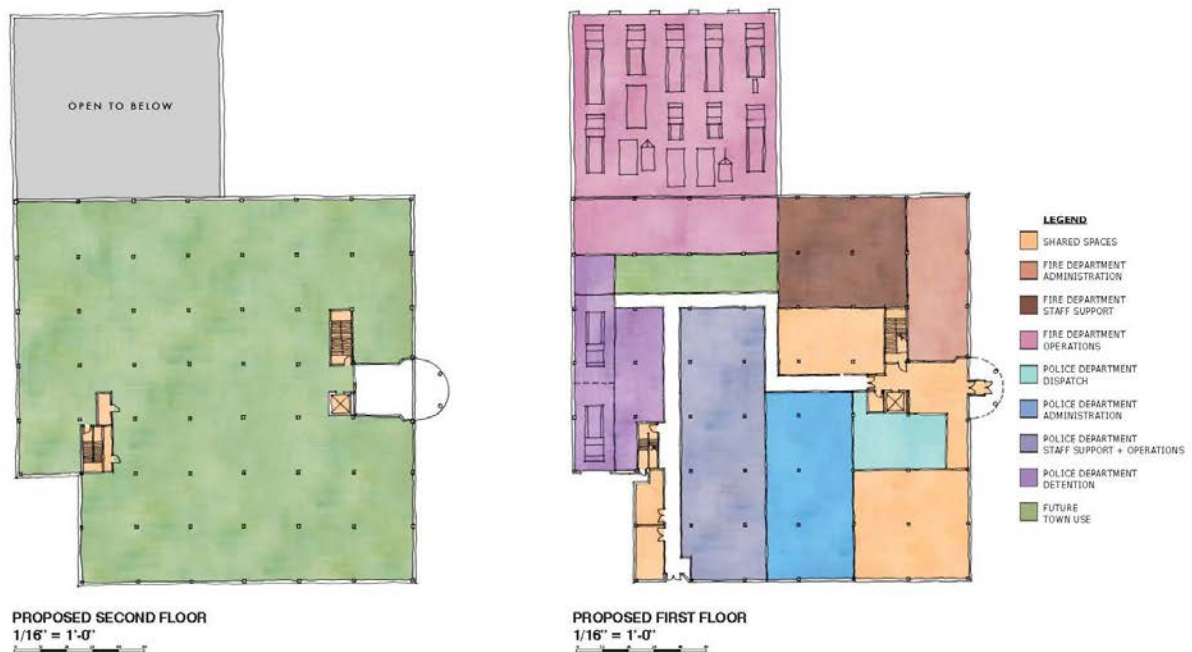 OPEN TO BELOW
PROPOSED SECOND FLOOR
1/16" = 1'-0"
PROPOSED FIRST FLOOR
1/16" = 1'-0"
LEGEND
SHARED SPACES
FIRE DEPARTMENT
ADMINISTRATION
FIRE DEPARTMENT
STAFF SUPPORT
FIRE DEPARTMENT
OPERATIONS
POLICE DEPARTMENT
DISPATCH
POLICE DEPARTMENT
ADMINISTRATION
POLICE DEPARTMENT
STAFF SUPPORT + OPERATIONS
POLICE DEPARTMENT
DETENTION
FUTURE
TOWN USE